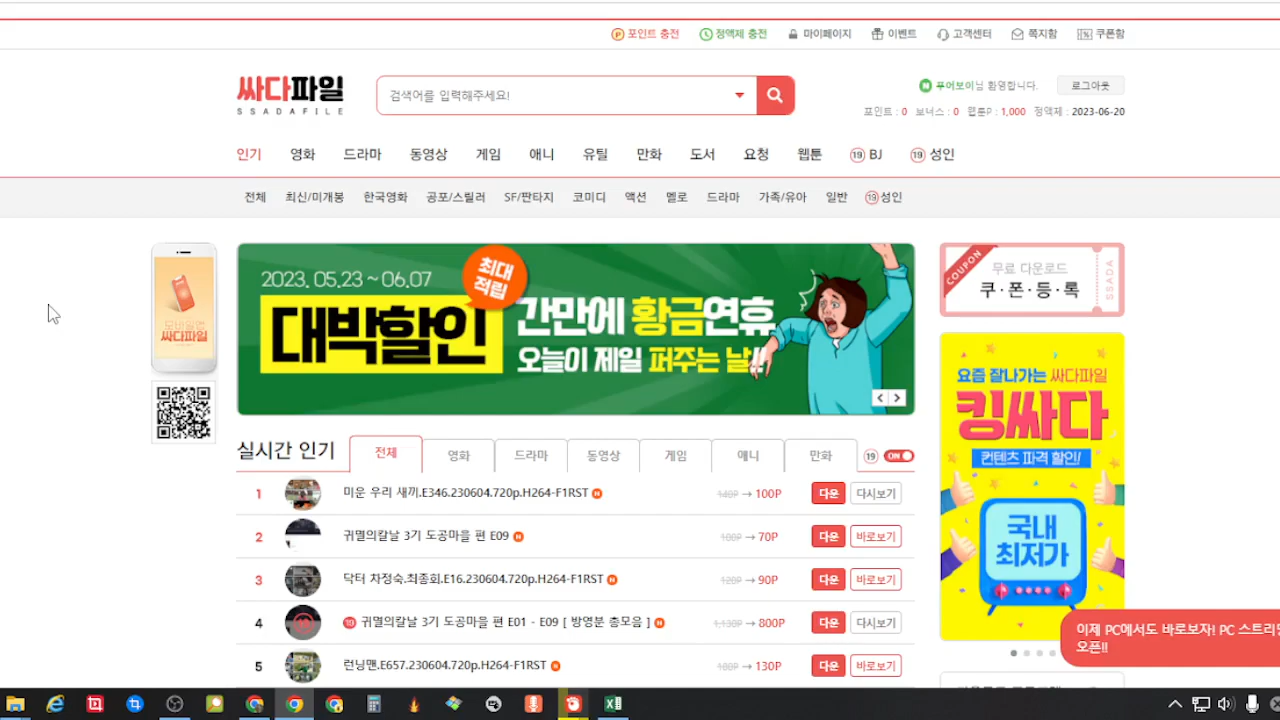 포인트 충전 정액제 충전 마이페이지 이벤트 고객센터 쪽지함 쿠폰함
싸다파일
SSADAFILE
검색어를 입력해주세요!
N 푸어보이님 환영합니다. 로그아웃
포인트 : 0 보너스 : 0 웹툰P : 1,000 정액제 : 2023-06-20
인기 영화 드라마 동영상 게임 애니 유틸 만화 도서 요청 웹툰 19 BJ 19 성인
전체 최신/미개봉 한국영화 공포/스릴러 SF/판타지 코미디 액션 멜로 드라마 가족/유아 일반 19 성인
모바일앱
싸다파일
2023. 05.23 ~ 06.07
최대
적립
대박할인
간만에 황금연휴
오늘이 제일 퍼주는 날!!
COUPON
무료 다운로드
쿠·폰·등·록
SSADA
요즘 잘나가는 싸다파일
킹싸다
컨텐츠 파격 할인!
국내
최저가
실시간 인기 전체 영화 드라마 동영상 게임 애니 만화 19 ON
1 미운 우리 새끼.E346.230604.720p.H264-F1RST N 140P → 100P 다운 다시보기
2 귀멸의칼날 3기 도공마을 편 E09 N 100P → 70P 다운 바로보기
3 닥터 차정숙.최종회.E16.230604.720p.H264-F1RST N 120P → 90P 다운 바로보기
4 귀멸의칼날 3기 도공마을 편 E01 - E09 [ 방영분 총모음 ] N 1,130P → 800P 다운 다시보기
5 런닝맨.E657.230604.720p.H264-F1RST N 180P → 130P 다운 바로보기
이제 PC에서도 바로보자! PC 스트리밍
오픈!!